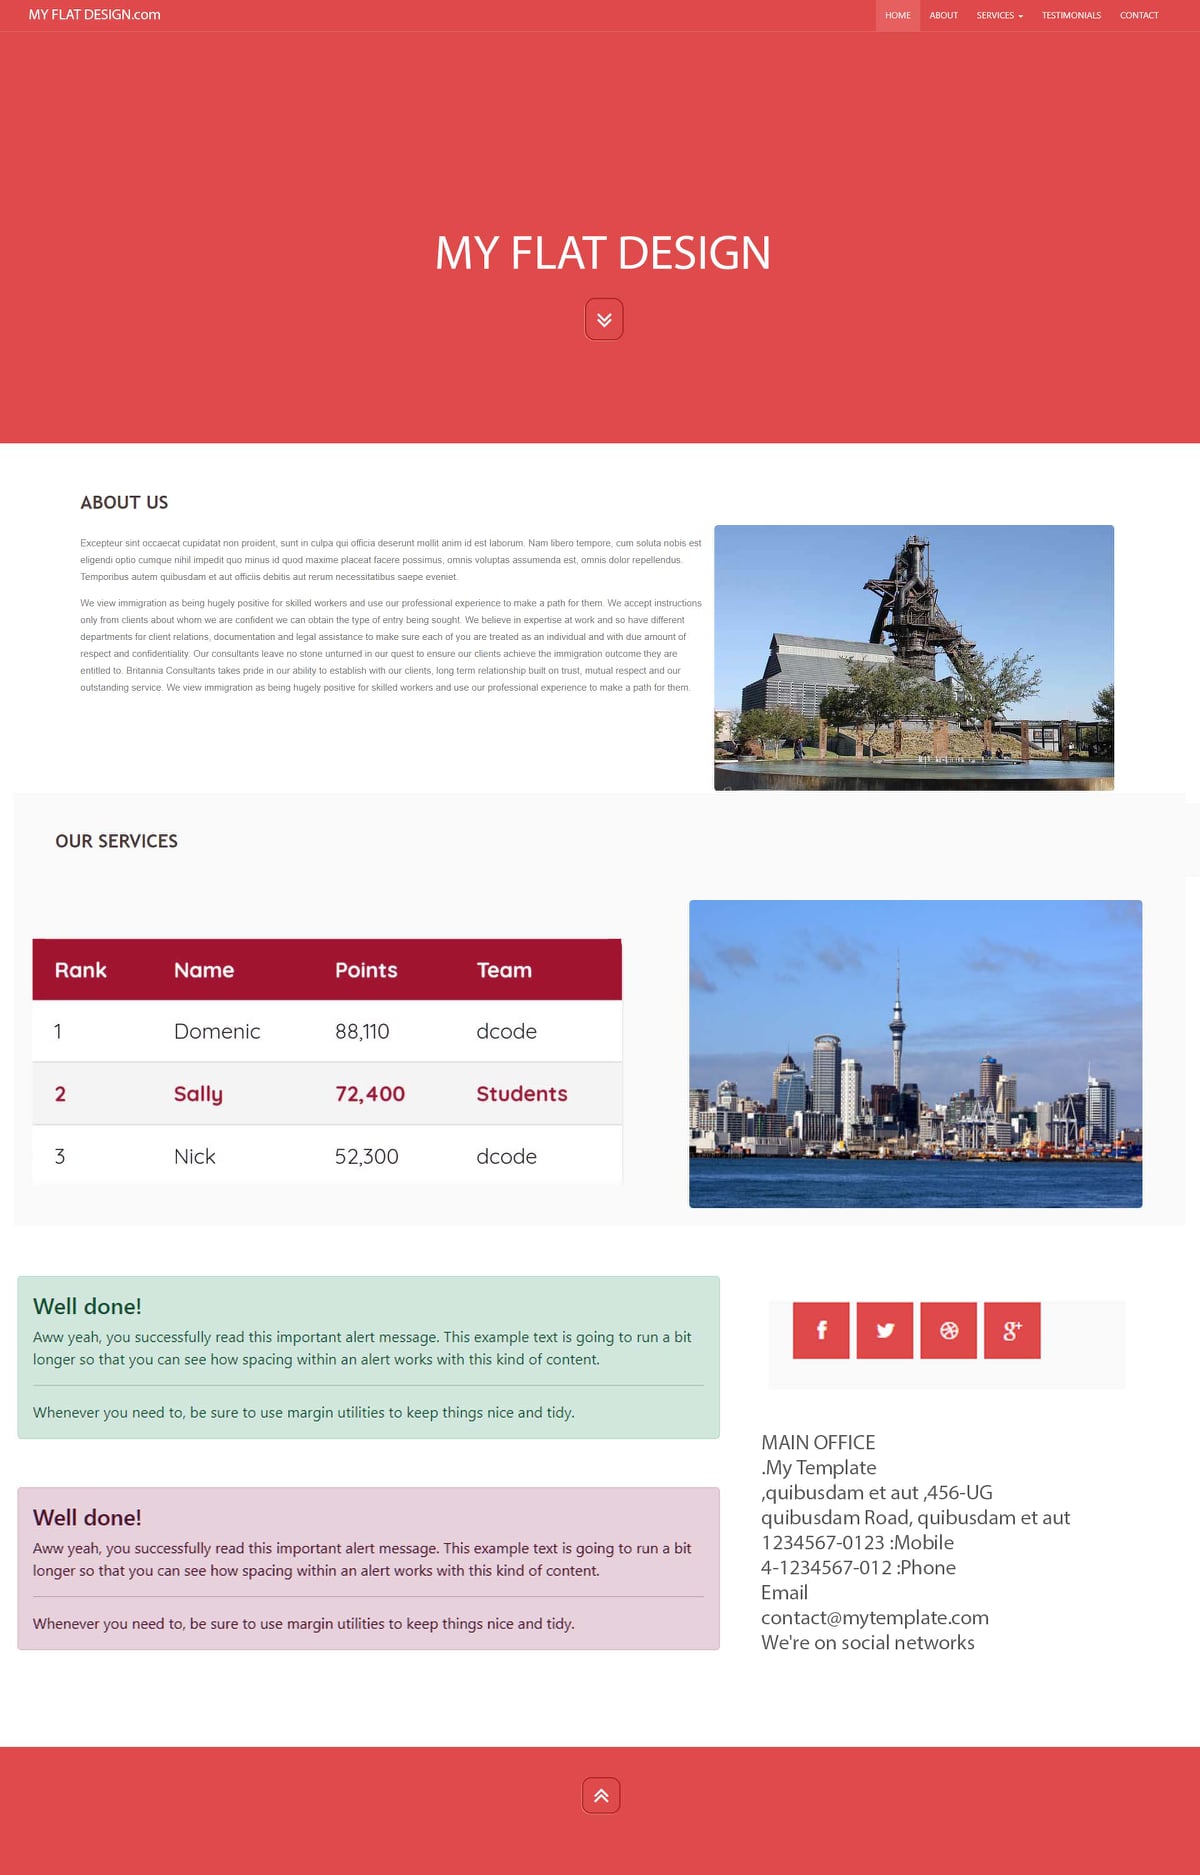 MY FLAT DESIGN.com
HOME ABOUT SERVICES TESTIMONIALS CONTACT
MY FLAT DESIGN
ABOUT US
Excepteur sint occaecat cupidatat non proident, sunt in culpa qui officia deserunt mollit anim id est laborum. Nam libero tempore, cum soluta nobis est
eligendi optio cumque nihil impedit quo minus id quod maxime placeat facere possimus, omnis voluptas assumenda est, omnis dolor repellendus.
Temporibus autem quibusdam et aut officiis debitis aut rerum necessitatibus saepe eveniet.
We view immigration as being hugely positive for skilled workers and use our professional experience to make a path for them. We accept instructions
only from clients about whom we are confident we can obtain the type of entry being sought. We believe in expertise at work and so have different
departments for client relations, documentation and legal assistance to make sure each of you are treated as an individual and with due amount of
respect and confidentiality. Our consultants leave no stone unturned in our quest to ensure our clients achieve the immigration outcome they are
entitled to. Britannia Consultants takes pride in our ability to establish with our clients, long term relationship built on trust, mutual respect and our
outstanding service. We view immigration as being hugely positive for skilled workers and use our professional experience to make a path for them.
OUR SERVICES
Rank Name Points Team
1 Domenic 88,110 dcode
2 Sally 72,400 Students
3 Nick 52,300 dcode
Well done!
Aww yeah, you successfully read this important alert message. This example text is going to run a bit
longer so that you can see how spacing within an alert works with this kind of content.
Whenever you need to, be sure to use margin utilities to keep things nice and tidy.
Well done!
Aww yeah, you successfully read this important alert message. This example text is going to run a bit
longer so that you can see how spacing within an alert works with this kind of content.
Whenever you need to, be sure to use margin utilities to keep things nice and tidy.
MAIN OFFICE
.My Template
,quibusdam et aut ,456-UG
quibusdam Road, quibusdam et aut
1234567-0123 :Mobile
4-1234567-012 :Phone
Email
contact@mytemplate.com
We're on social networks